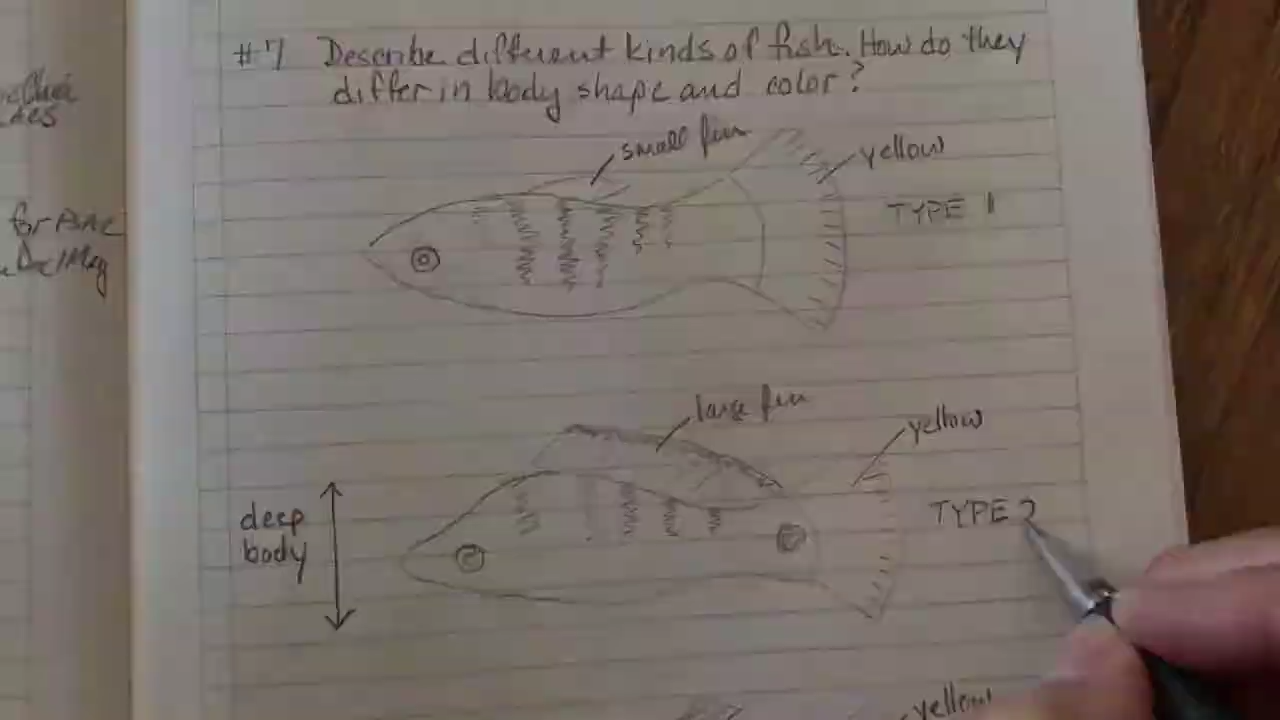 #7 Describe different kinds of fish. How do they
differ in body shape and color?
small fin
yellow
TYPE 1
large fin
yellow
deep
body
TYPE 2
yellow
for